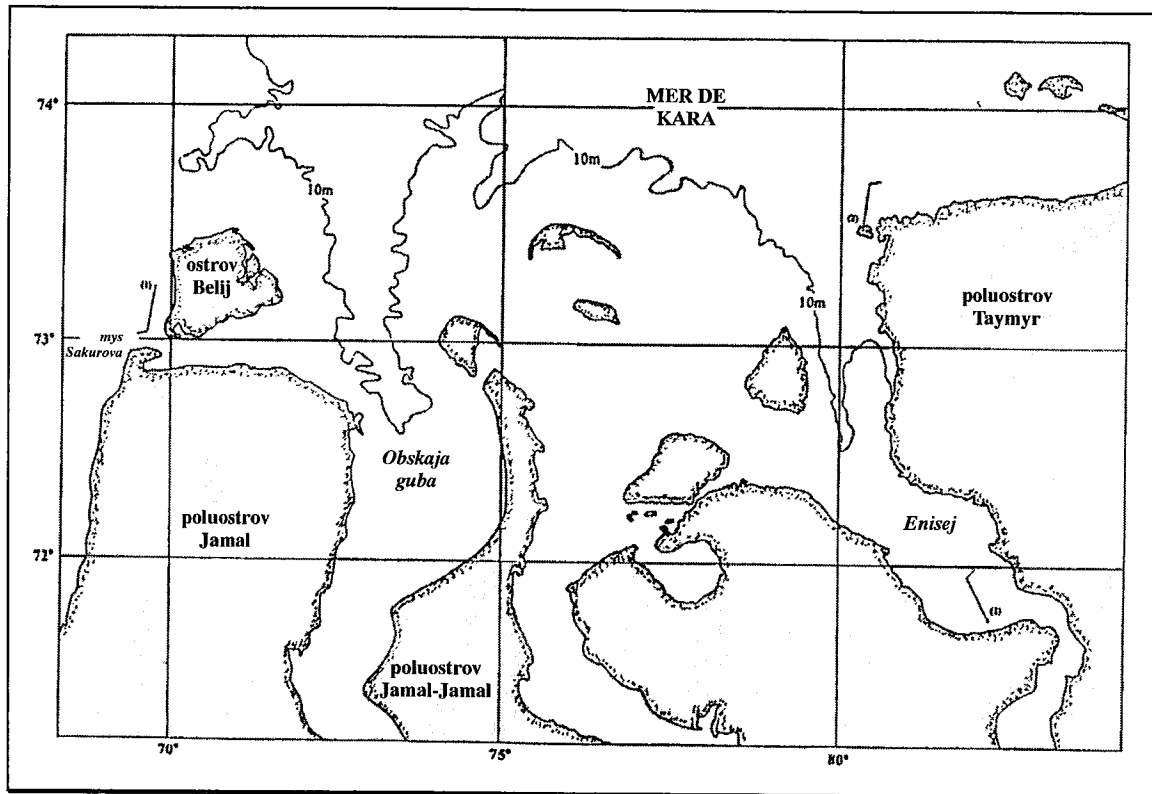 74°
MER DE
KARA
10m
10m
ostrov
Belij
(1)
mys
Sakurova
73°
10m
poluostrov
Taymyr
Obskaja
guba
Enisej
poluostrov
Jamal
72°
poluostrov
Jamal-Jamal
70°
75°
80°